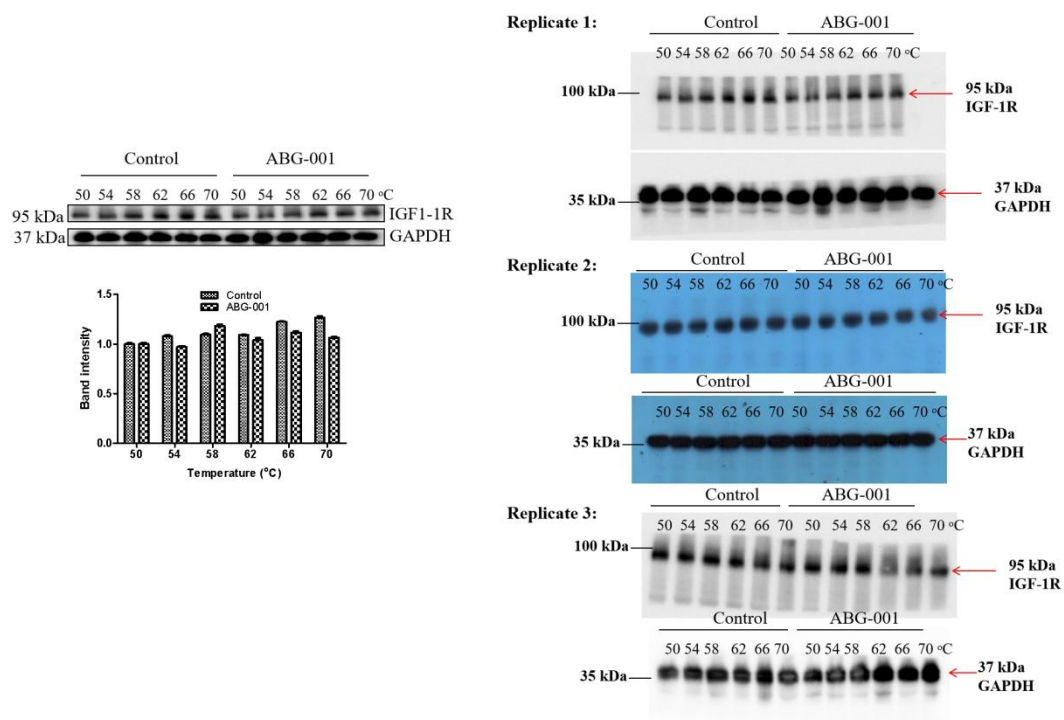 Control ABG-001
50 54 58 62 66 70 50 54 58 62 66 70 °C
95 kDa IGF1-1R
37 kDa GAPDH
Control
ABG-001
Band intensity
1.5
1.0
0.5
0.0
50 54 58 62 66 70
Temperature (°C)
Replicate 1:
Control ABG-001
50 54 58 62 66 70 50 54 58 62 66 70 °C
100 kDa
95 kDa
IGF-1R
35 kDa
37 kDa
GAPDH
Replicate 2:
Control ABG-001
50 54 58 62 66 70 50 54 58 62 66 70 °C
100 kDa
95 kDa
IGF-1R
Control ABG-001
50 54 58 62 66 70 50 54 58 62 66 70 °C
35 kDa
37 kDa
GAPDH
Replicate 3:
Control ABG-001
50 54 58 62 66 70 50 54 58 62 66 70 °C
100 kDa
95 kDa
IGF-1R
Control ABG-001
50 54 58 62 66 70 50 54 58 62 66 70 °C
35 kDa
37 kDa
GAPDH